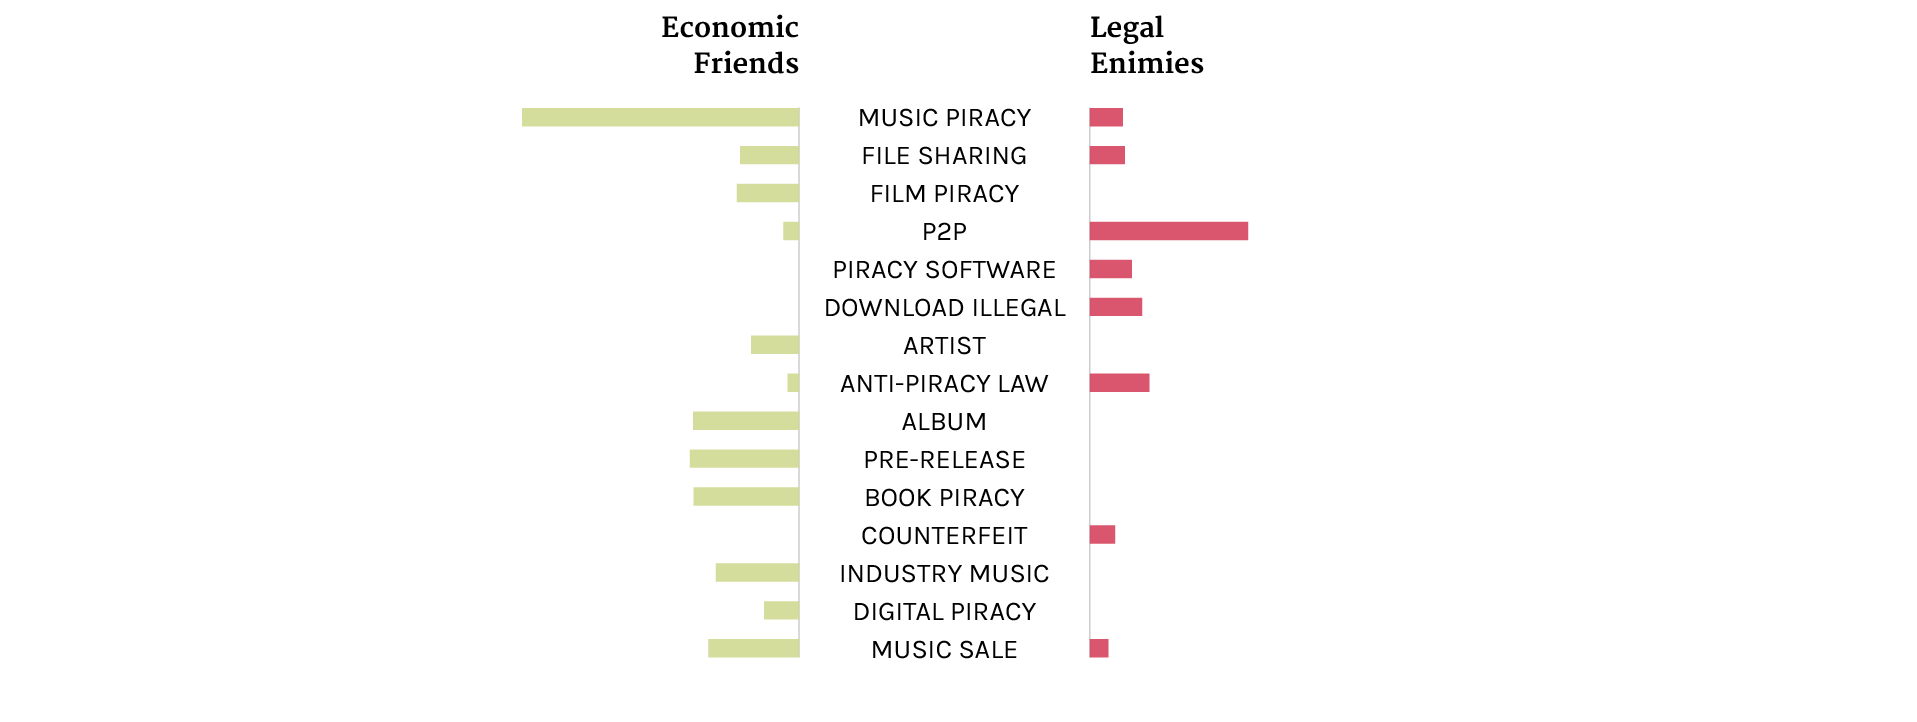 Economic
Friends
Legal
Enimies
MUSIC PIRACY
FILE SHARING
FILM PIRACY
P2P
PIRACY SOFTWARE
DOWNLOAD ILLEGAL
ARTIST
ANTI-PIRACY LAW
ALBUM
PRE-RELEASE
BOOK PIRACY
COUNTERFEIT
INDUSTRY MUSIC
DIGITAL PIRACY
MUSIC SALE